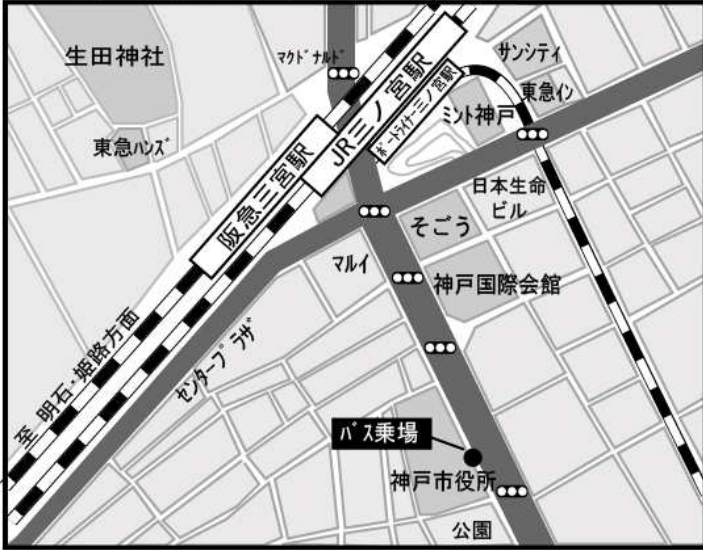 生田神社
マクドナルド
サンシティ
東急イン
ミント神戸
JR三ノ宮駅
ポートライナー三ノ宮駅
東急ハンズ
阪急三宮駅
日本生命
ビル
そごう
マルイ
神戸国際会館
至 明石・姫路方面
センタープラザ
バス乗場
神戸市役所
公園